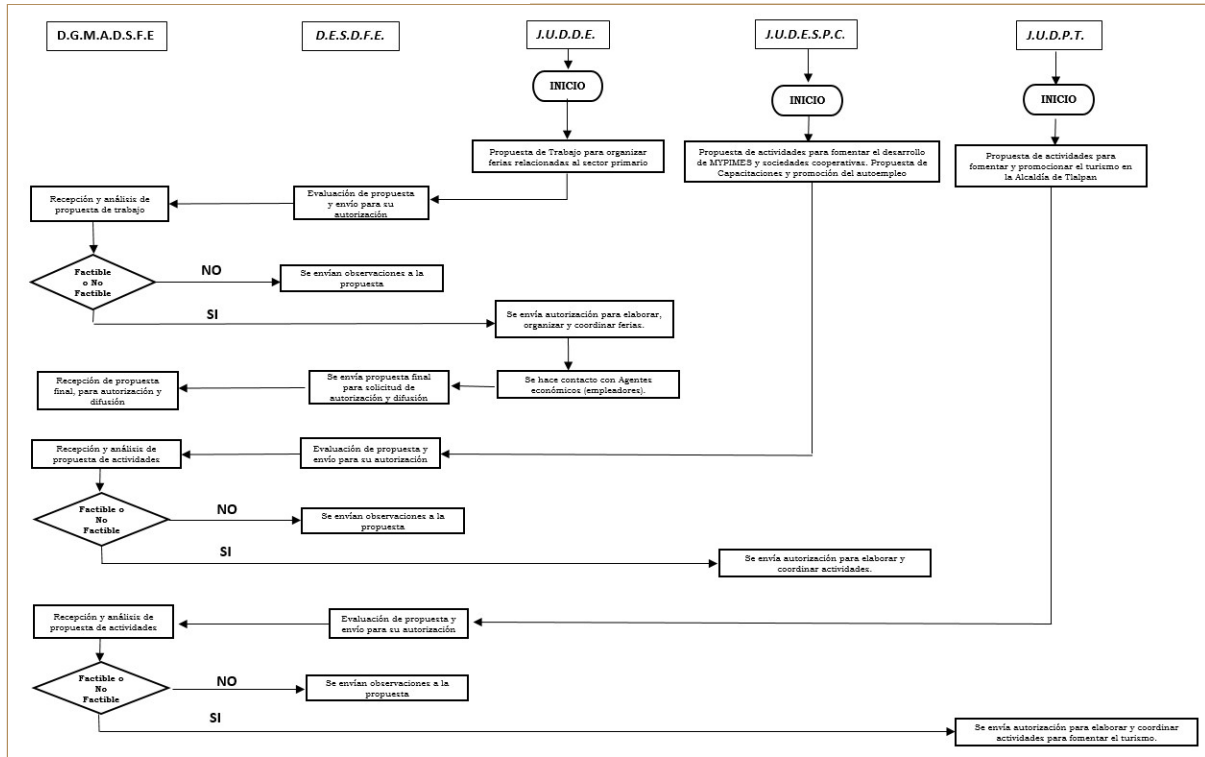 D.G.M.A.D.S.F.E
D.E.S.D.F.E.
J.U.D.D.E.
J.U.D.E.S.P.C.
J.U.D.P.T.
INICIO
INICIO
INICIO
Propuesta de Trabajo para organizar
ferias relacionadas al sector primario
Propuesta de actividades para fomentar el desarrollo
de MYPIMES y sociedades cooperativas. Propuesta de
Capacitaciones y promoción del autoempleo
Propuesta de actividades para
fomentar y promocionar el turismo en
la Alcaldía de Tlalpan
Recepción y análisis de
propuesta de trabajo
Evaluación de propuesta
y envío para su
autorización
Factible
o No
Factible
NO
Se envían observaciones a la
propuesta
SI
Se envía autorización para elaborar,
organizar y coordinar ferias.
Recepción de propuesta
final, para autorización y
difusión
Se envía propuesta final
para solicitud de
autorización y difusión
Se hace contacto con Agentes
económicos (empleadores).
Recepción y análisis de
propuesta de actividades
Evaluación de propuesta y
envío para su autorización
Factible o
No
Factible
NO
Se envían observaciones a la
propuesta
SI
Se envía autorización para elaborar y
coordinar actividades.
Recepción y análisis de
propuesta de actividades
Evaluación de propuesta y
envío para su autorización
Factible o
No
Factible
NO
Se envían observaciones a la
propuesta
SI
Se envía autorización para elaborar y coordinar
actividades para fomentar el turismo.